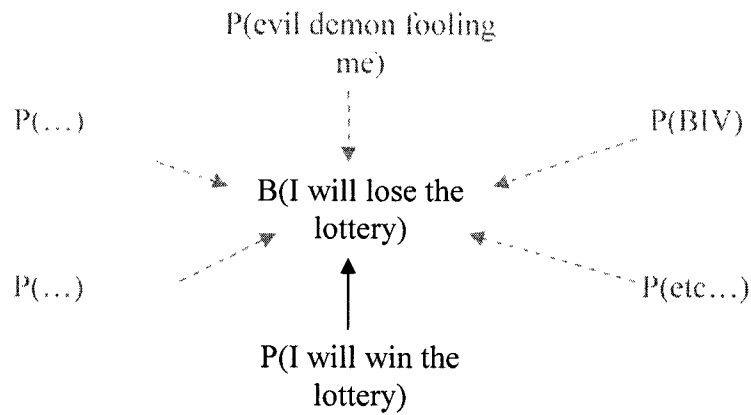 P(evil demon fooling
me)
P(…)
P(BIV)
B(I will lose the
lottery)
P(…)
P(etc…)
P(I will win the
lottery)